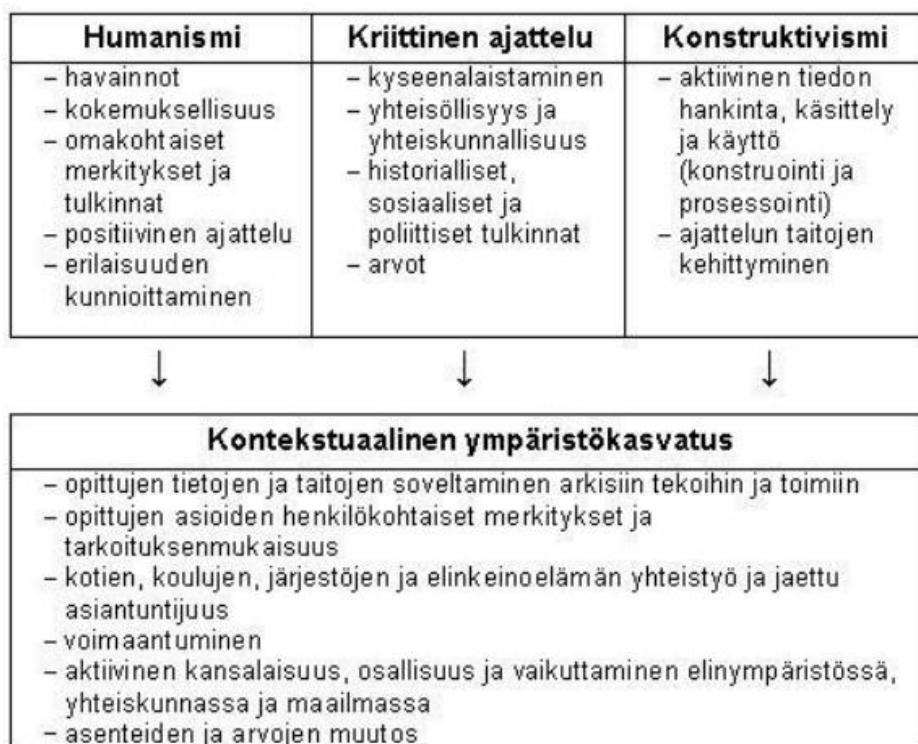 Humanismi
– havainnot
– kokemuksellisuus
– omakohtaiset
merkitykset ja
tulkinnat
– positiivinen ajattelu
– erilaisuuden
kunnioittaminen
Kriittinen ajattelu
– kyseenalaistaminen
– yhteisöllisyys ja
yhteiskunnallisuus
– historialliset,
sosiaaliset ja
poliittiset tulkinnat
– arvot
Konstruktivismi
– aktiivinen tiedon
hankinta, käsittely
ja käyttö
(konstruointi ja
prosessointi)
– ajattelun taitojen
kehittyminen
Kontekstuaalinen ympäristökasvatus
– opittujen tietojen ja taitojen soveltaminen arkisiin tekoihin ja toimiin
– opittujen asioiden henkilökohtaiset merkitykset ja
tarkoituksenmukaisuus
– kotien, koulujen, järjestöjen ja elinkeinoelämän yhteistyö ja jaettu
asiantuntijuus
– voimaantuminen
– aktiivinen kansalaisuus, osallisuus ja vaikuttaminen elinympäristössä,
yhteiskunnassa ja maailmassa
– asenteiden ja arvojen muutos